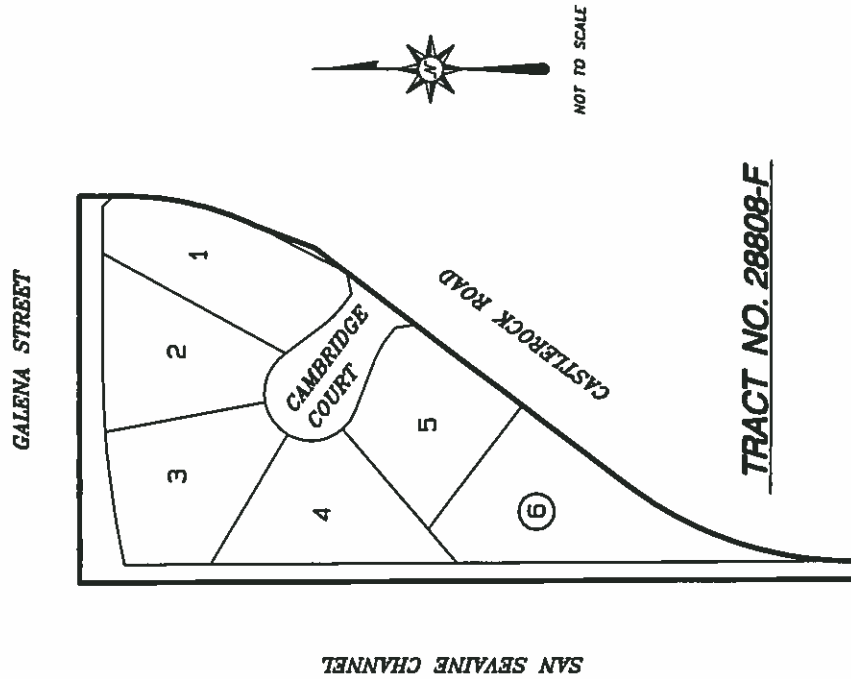 GALENA STREET
N
NOT TO SCALE
1
2
3
4
5
6
CAMBRIDGE
COURT
CASTLEROCK ROAD
TRACT NO. 28808-F
SAN SEVAINE CHANNEL